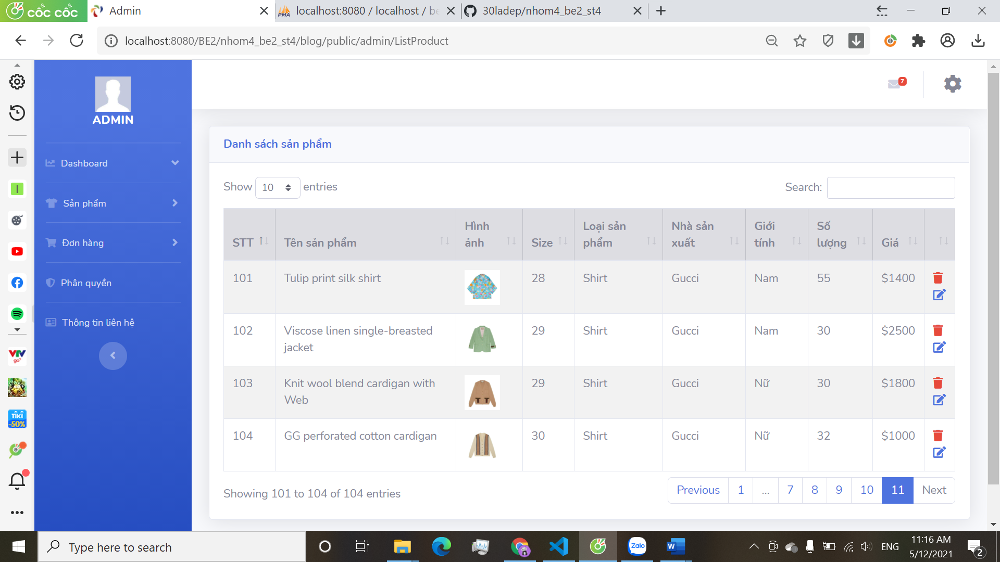 cốc cốc
Admin
localhost:8080 / localhost / be
30ladep/nhom4_be2_st4
localhost:8080/BE2/nhom4_be2_st4/blog/public/admin/ListProduct
ADMIN
Dashboard
Sản phẩm
Đơn hàng
Phân quyền
Thông tin liên hệ
7
Danh sách sản phẩm
Show 10 entries
Search:
STT Tên sản phẩm Hình ảnh Size Loại sản phẩm Nhà sản xuất Giới tính Số lượng Giá
101 Tulip print silk shirt 28 Shirt Gucci Nam 55 $1400
102 Viscose linen single-breasted jacket 29 Shirt Gucci Nam 30 $2500
103 Knit wool blend cardigan with Web 29 Shirt Gucci Nữ 30 $1800
104 GG perforated cotton cardigan 30 Shirt Gucci Nữ 32 $1000
Showing 101 to 104 of 104 entries
Previous 1 ... 7 8 9 10 11 Next
PMA
VTV
go
TIKI
-50%
Type here to search
Zalo
W
ENG
11:16 AM
5/12/2021
2